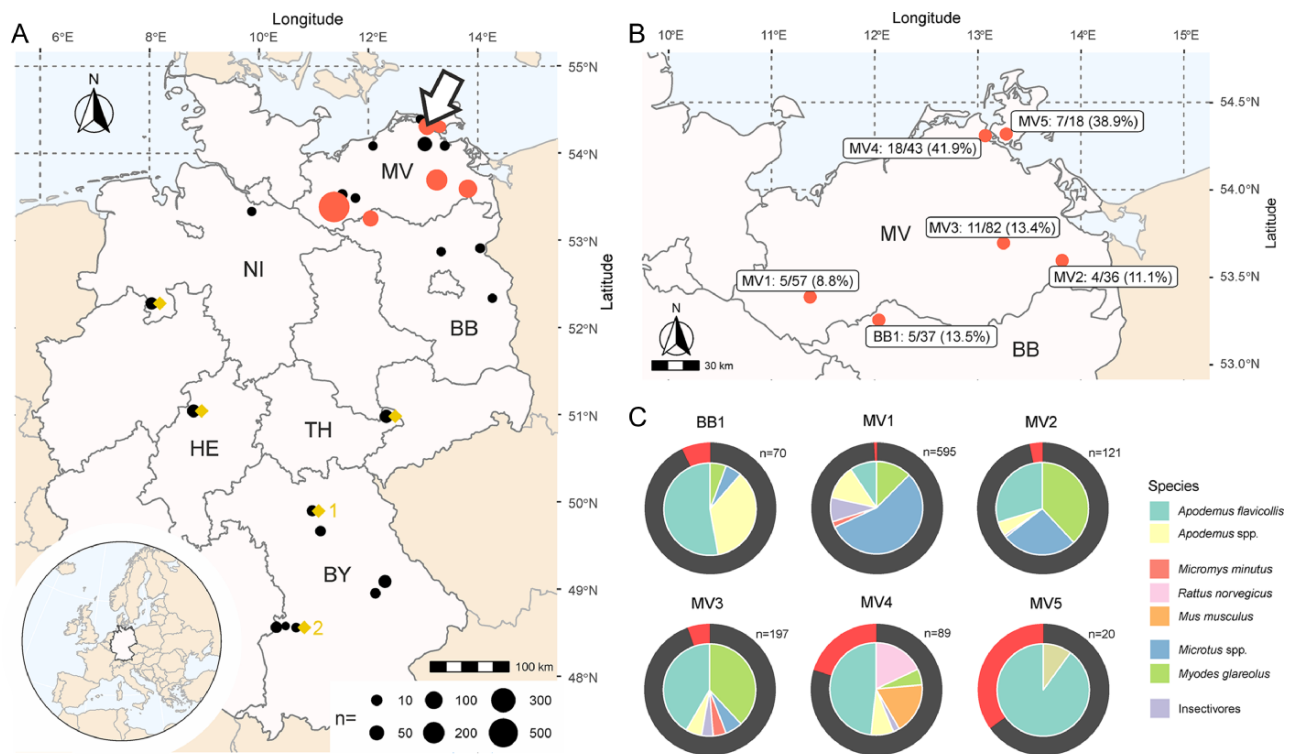 A
Longitude
6°E 8°E 10°E 12°E 14°E
55°N
54°N
53°N
52°N
51°N
50°N
49°N
48°N
Latitude
N
MV
NI
BB
HE
TH
1
BY
2
100 km
n=
10 100 300
50 200 500
B
Longitude
10°E 11°E 12°E 13°E 14°E 15°E
54.5°N
54.0°N
53.5°N
53.0°N
Latitude
MV5: 7/18 (38.9%)
MV4: 18/43 (41.9%)
MV
MV3: 11/82 (13.4%)
MV1: 5/57 (8.8%)
MV2: 4/36 (11.1%)
BB1: 5/37 (13.5%)
BB
N
30 km
C
BB1
n=70
MV1
n=595
MV2
n=121
MV3
n=197
MV4
n=89
MV5
n=20
Species
Apodemus flavicollis
Apodemus spp.
Micromys minutus
Rattus norvegicus
Mus musculus
Microtus spp.
Myodes glareolus
Insectivores